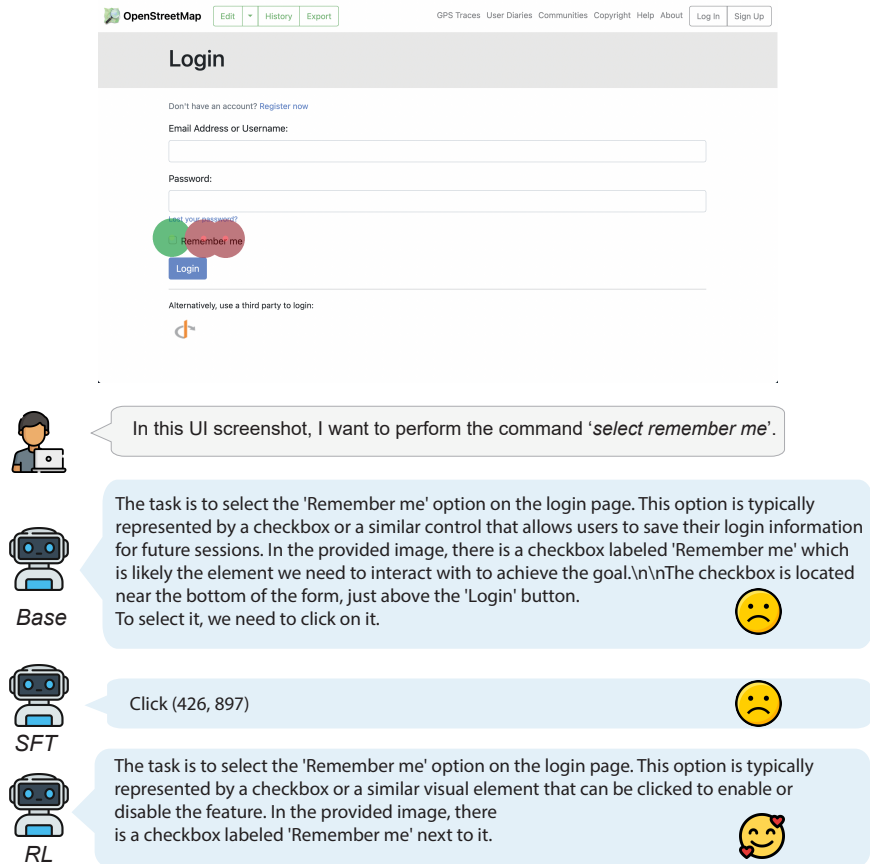 OpenStreetMap Edit History Export GPS Traces User Diaries Communities Copyright Help About Log In Sign Up
Login
Don't have an account? Register now
Email Address or Username:
Password:
Lost your password?
Remember me
Login
Alternatively, use a third party to login:
In this UI screenshot, I want to perform the command ‘select remember me’.
The task is to select the 'Remember me' option on the login page. This option is typically
represented by a checkbox or a similar control that allows users to save their login information
for future sessions. In the provided image, there is a checkbox labeled 'Remember me' which
is likely the element we need to interact with to achieve the goal.\n\nThe checkbox is located
near the bottom of the form, just above the 'Login' button.
To select it, we need to click on it.
Base
Click (426, 897)
SFT
The task is to select the 'Remember me' option on the login page. This option is typically
represented by a checkbox or a similar visual element that can be clicked to enable or
disable the feature. In the provided image, there
is a checkbox labeled 'Remember me' next to it.
RL